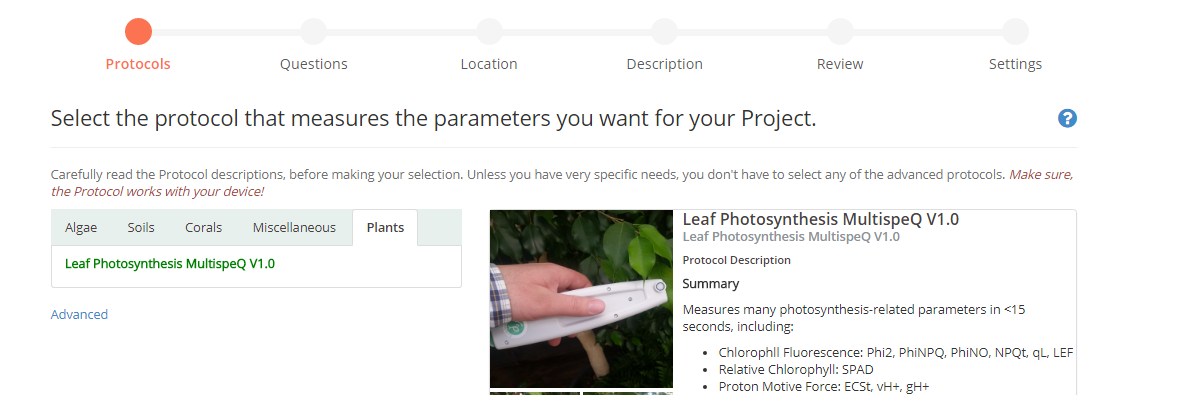 Protocols
Questions
Location
Description
Review
Settings
Select the protocol that measures the parameters you want for your Project.
?
Carefully read the Protocol descriptions, before making your selection. Unless you have very specific needs, you don't have to select any of the advanced protocols. Make sure,
the Protocol works with your device!
Algae
Soils
Corals
Miscellaneous
Plants
Leaf Photosynthesis MultispeQ V1.0
Advanced
Leaf Photosynthesis MultispeQ V1.0
Leaf Photosynthesis MultispeQ V1.0
Protocol Description
Summary
Measures many photosynthesis-related parameters in <15
seconds, including:
• Chlorophll Fluorescence: Phi2, PhiNPQ, PhiNO, NPQt, qL, LEF
• Relative Chlorophyll: SPAD
• Proton Motive Force: ECSt, vH+, gH+